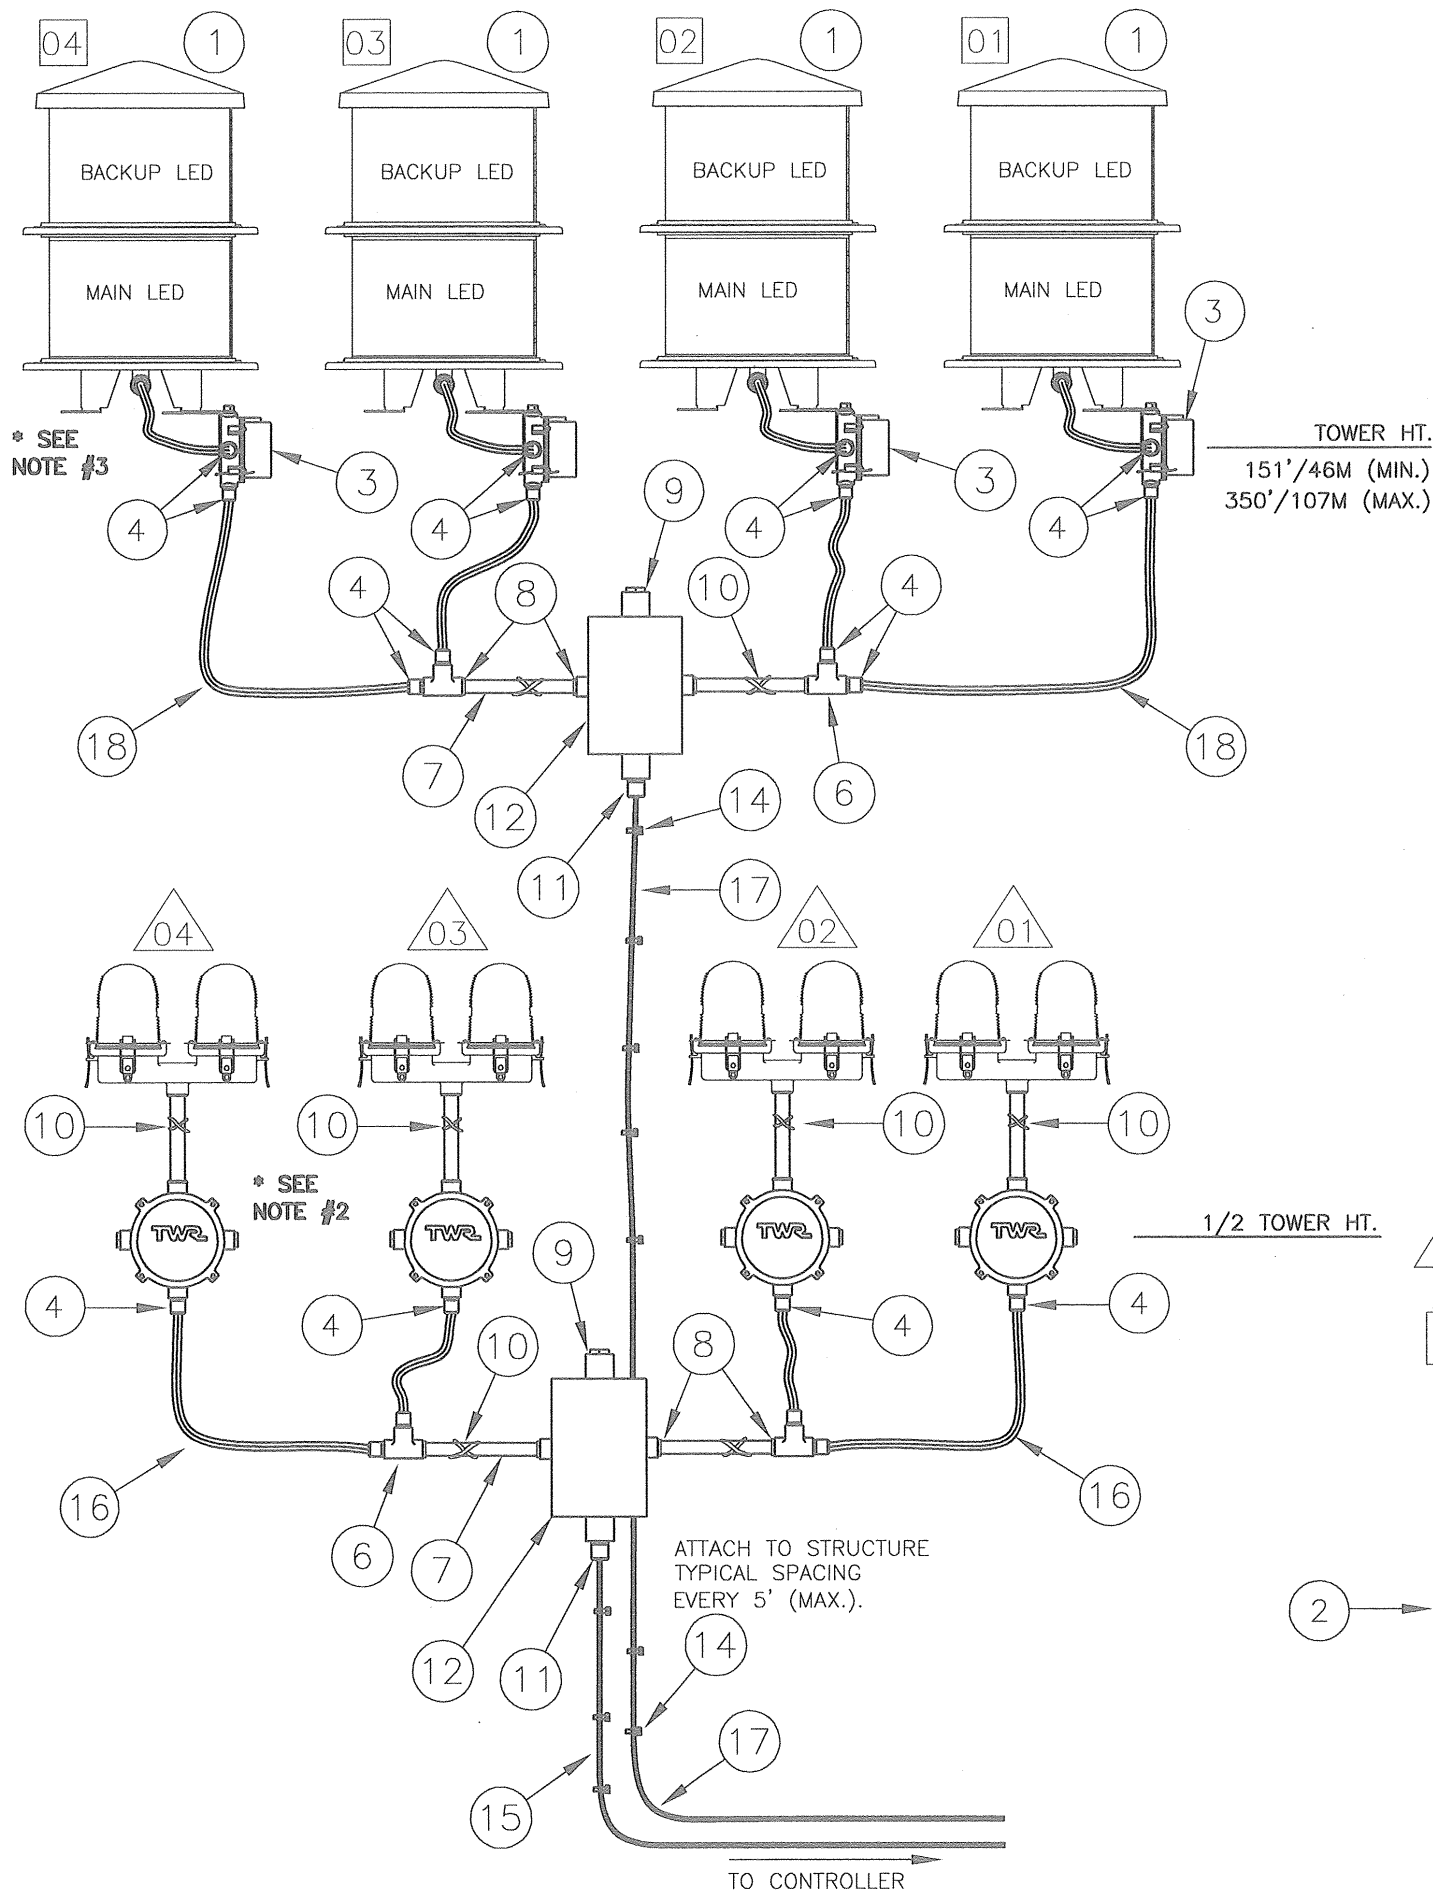 04 1 03 1 02 1 01 1
BACKUP LED BACKUP LED BACKUP LED BACKUP LED
MAIN LED MAIN LED MAIN LED MAIN LED
3
* SEE
NOTE #3
TOWER HT.
151'/46M (MIN.)
350'/107M (MAX.)
3 9 3
4 4 4 4
4 8 10 4
18 7 12 6 18
14
11 17
04 03 02 01
10 10 10 10
* SEE
NOTE #2
TWR TWR TWR TWR
1/2 TOWER HT.
9
4 4 10 8 4 4
16 6 7 16
ATTACH TO STRUCTURE
TYPICAL SPACING
EVERY 5' (MAX.).
2
12 11 14
15 17
TO CONTROLLER